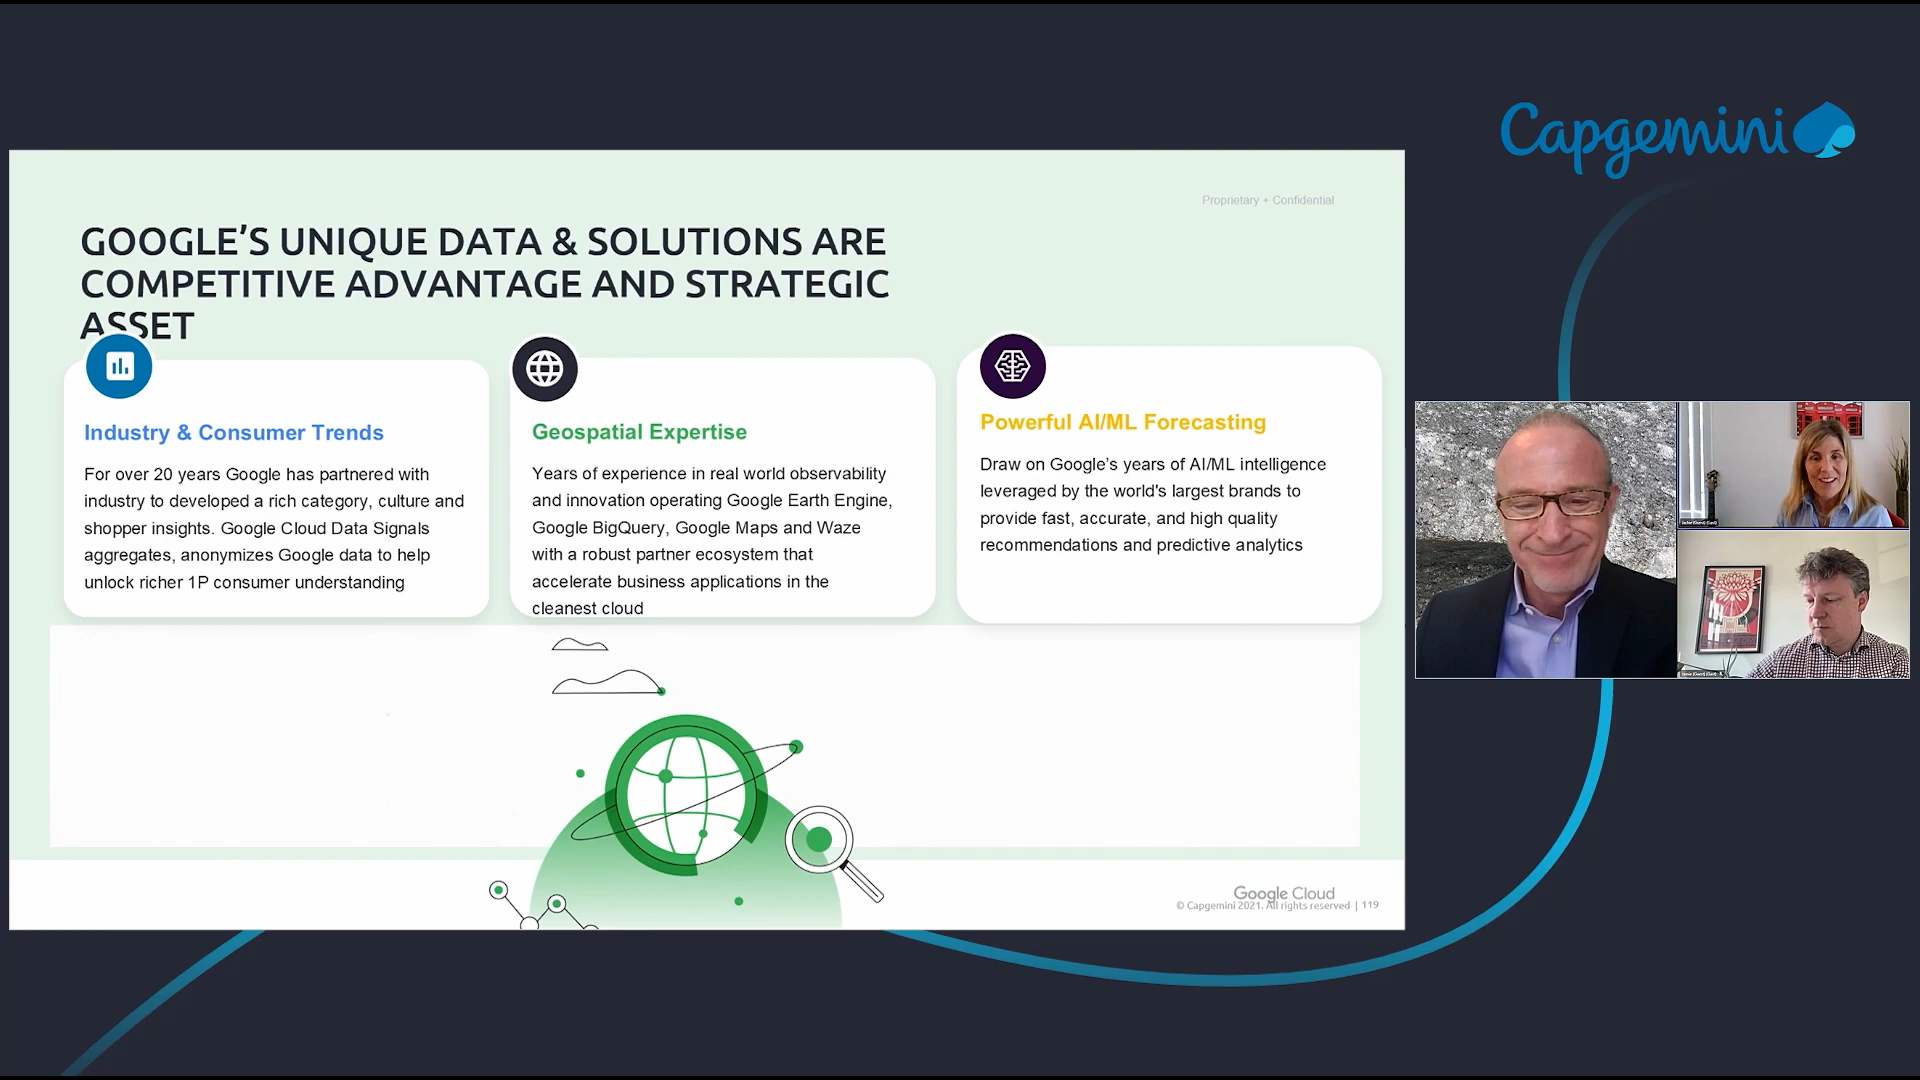 Capgemini
Proprietary + Confidential
GOOGLE’S UNIQUE DATA & SOLUTIONS ARE
COMPETITIVE ADVANTAGE AND STRATEGIC
ASSET
Industry & Consumer Trends
For over 20 years Google has partnered with
industry to developed a rich category, culture and
shopper insights. Google Cloud Data Signals
aggregates, anonymizes Google data to help
unlock richer 1P consumer understanding
Geospatial Expertise
Years of experience in real world observability
and innovation operating Google Earth Engine,
Google BigQuery, Google Maps and Waze
with a robust partner ecosystem that
accelerate business applications in the
cleanest cloud
Powerful AI/ML Forecasting
Draw on Google’s years of AI/ML intelligence
leveraged by the world's largest brands to
provide fast, accurate, and high quality
recommendations and predictive analytics
Google Cloud
© Capgemini 2021. All rights reserved | 119